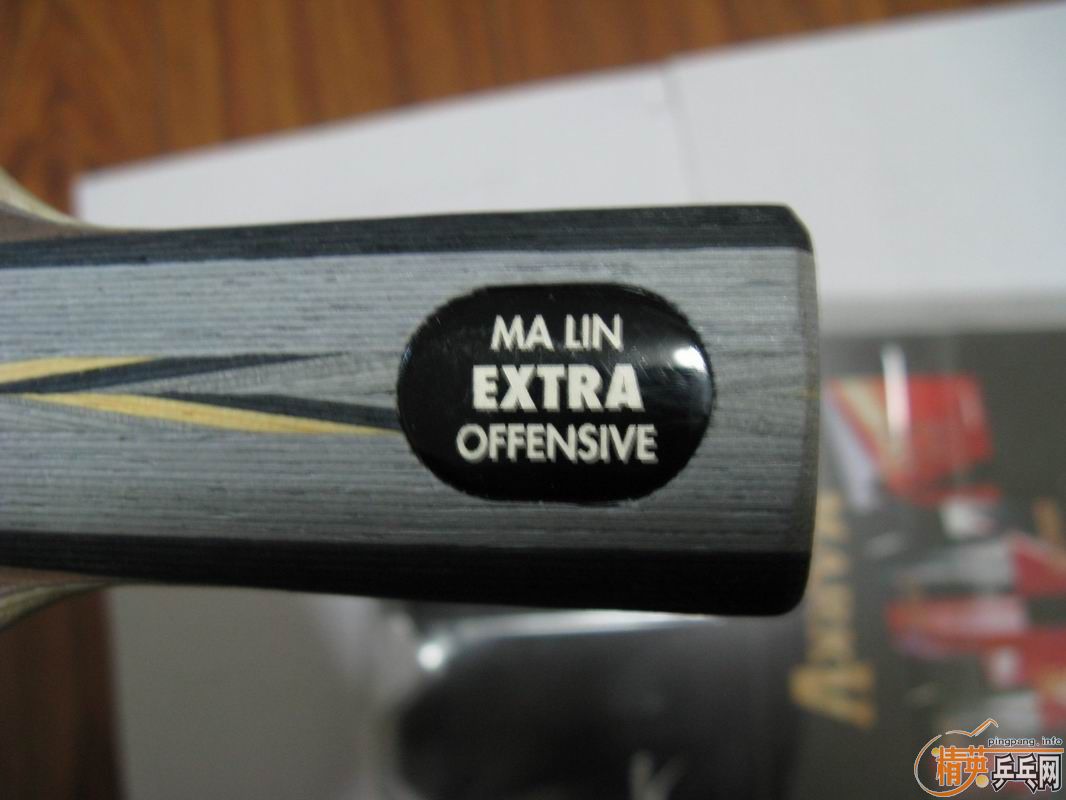 MA LIN
EXTRA
OFFENSIVE
pingpang.info
精英乒乓网